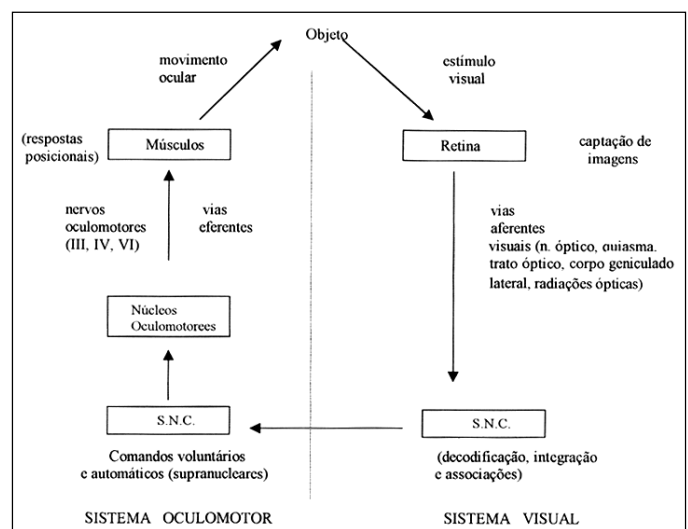 Objeto
movimento
ocular
estímulo
visual
(respostas
posicionais)
Músculos
Retina
captação de
imagens
nervos
oculomotores
(III, IV, VI)
vias
eferentes
vias
aferentes
visuais (n. óptico, quiasma.
trato óptico, corpo geniculado
lateral, radiações ópticas)
Núcleos
Oculomotorees
S.N.C.
S.N.C.
Comandos voluntários
e automáticos (supranucleares)
(decodificação, integração
e associações)
SISTEMA OCULOMOTOR
SISTEMA VISUAL